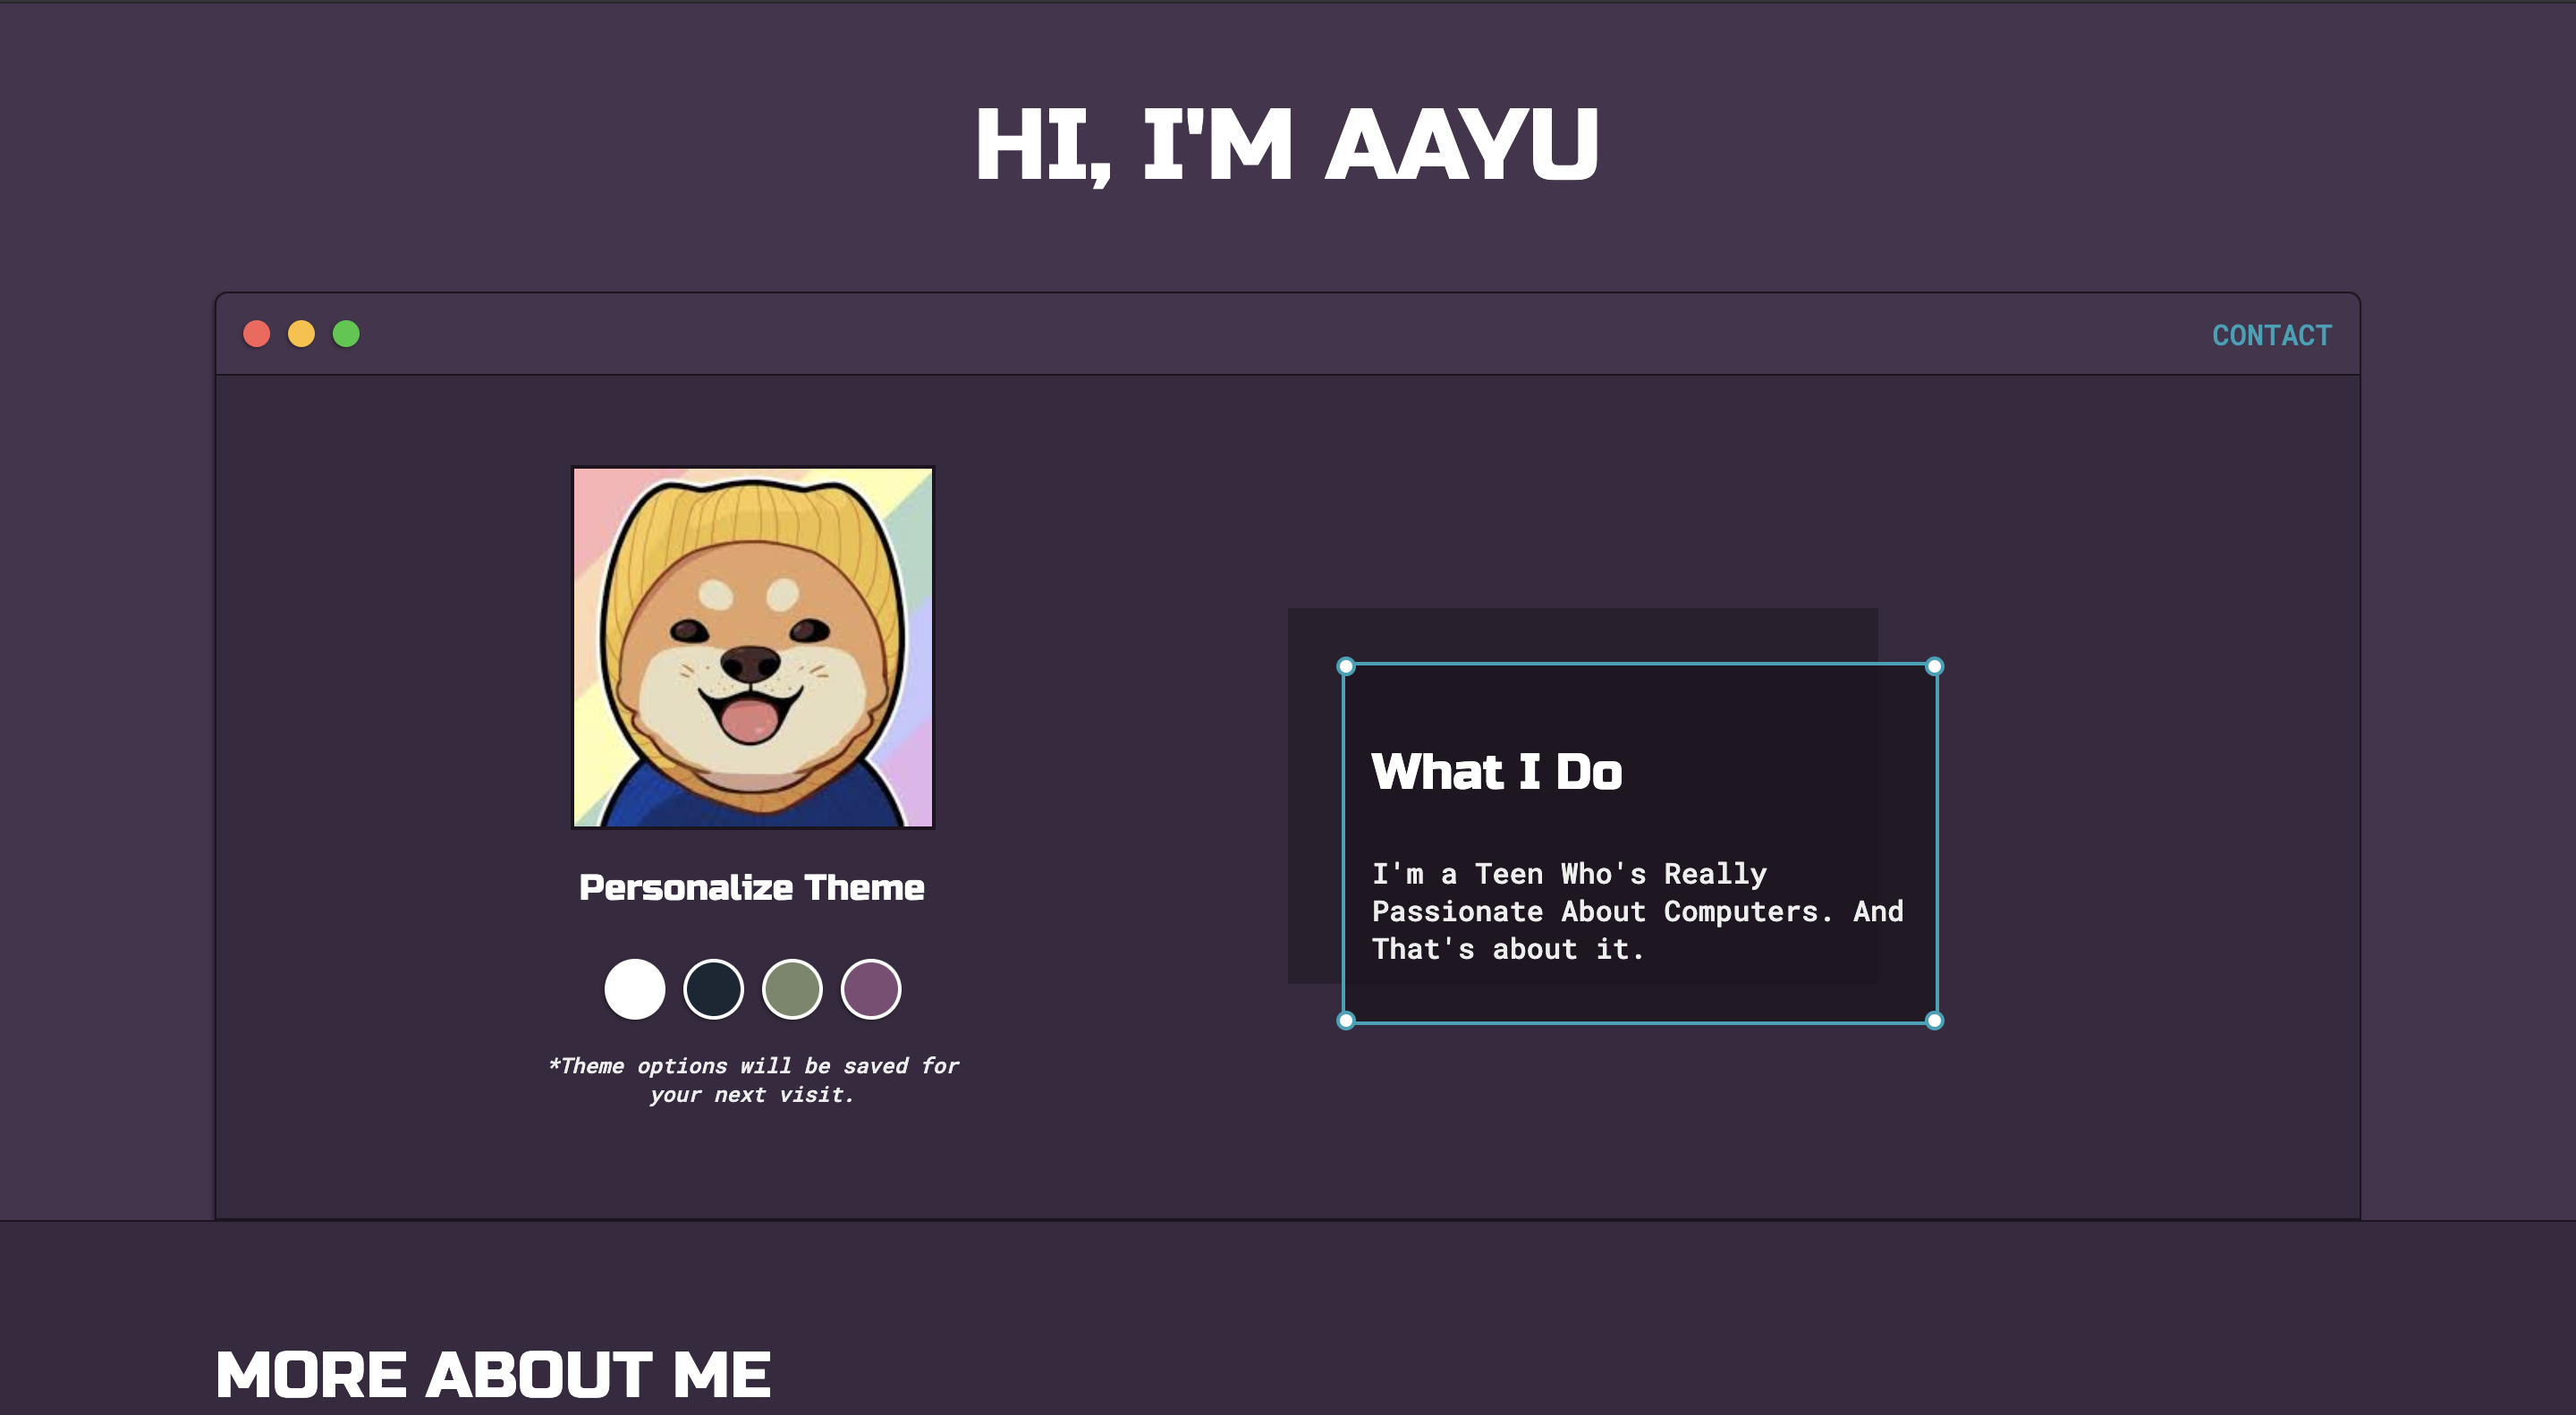 HI, I'M AAYU
CONTACT
Personalize Theme
*Theme options will be saved for
your next visit.
What I Do
I'm a Teen Who's Really
Passionate About Computers. And
That's about it.
MORE ABOUT ME